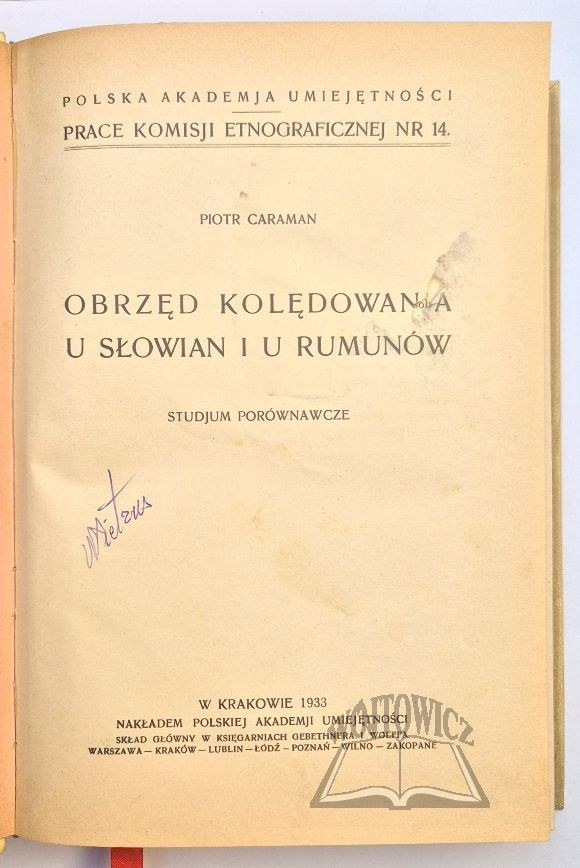 POLSKA AKADEMJA UMIEJĘTNOŚCI
PRACE KOMISJI ETNOGRAFICZNEJ NR 14.
PIOTR CARAMAN
OBRZĘD KOLĘDOWANIA
U SŁOWIAN I U RUMUNÓW
STUDJUM PORÓWNAWCZE
W KRAKOWIE 1933
NAKŁADEM POLSKIEJ AKADEMJI UMIEJĘTNOŚCI
SKŁAD GŁÓWNY W KSIĘGARNIACH GEBETHNERA I WOLFFA
WARSZAWA — KRAKÓW — LUBLIN — ŁÓDŹ — POZNAŃ — WILNO — ZAKOPANE
WÓJTOWICZ